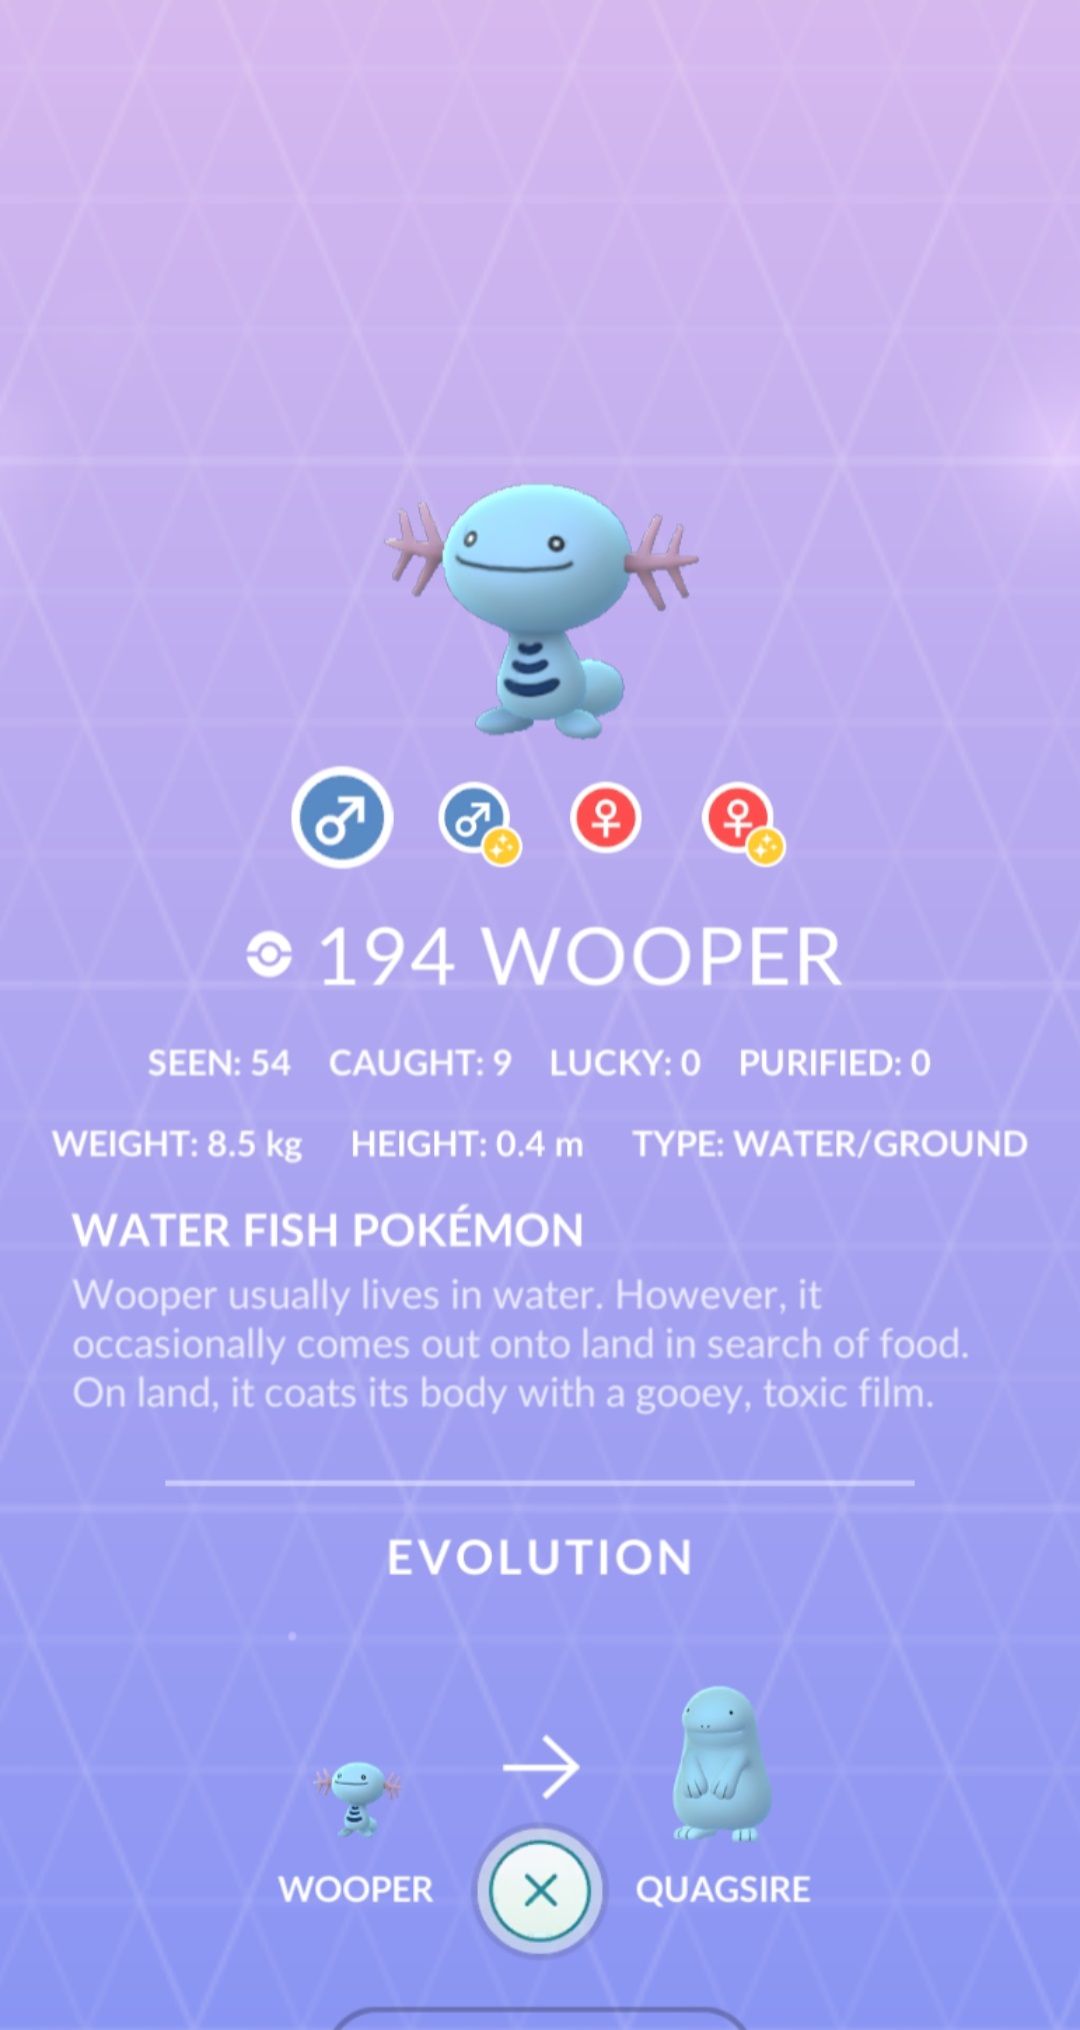 194 WOOPER
SEEN: 54 CAUGHT: 9 LUCKY: 0 PURIFIED: 0
WEIGHT: 8.5 kg HEIGHT: 0.4 m TYPE: WATER/GROUND
WATER FISH POKÉMON
Wooper usually lives in water. However, it
occasionally comes out onto land in search of food.
On land, it coats its body with a gooey, toxic film.
EVOLUTION
WOOPER QUAGSIRE